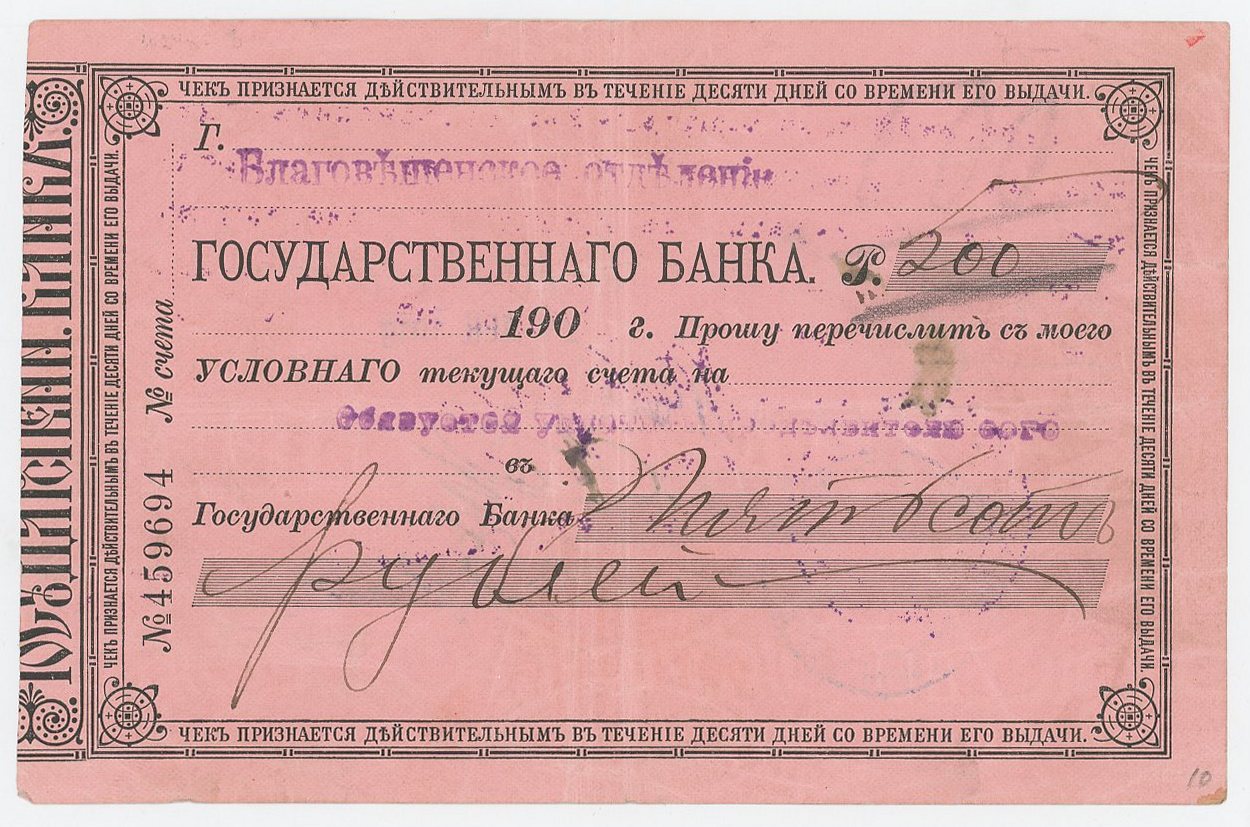 ЧЕКЪ ПРИЗНАЕТСЯ ДѢЙСТВИТЕЛЬНЫМЪ ВЪ ТЕЧЕНІЕ ДЕСЯТИ ДНЕЙ СО ВРЕМЕНИ ЕГО ВЫДАЧИ.
Г.
Благовѣщенское отдѣленіе
ГОСУДАРСТВЕННАГО БАНКА. Р. 200
190 г. Прошу перечислить съ моего
УСЛОВНАГО текущаго счета на
обязуется предъявителю сего
въ
Государственнаго Банка Пятьсотъ
рублей
ЧЕКЪ ПРИЗНАЕТСЯ ДѢЙСТВИТЕЛЬНЫМЪ ВЪ ТЕЧЕНІЕ ДЕСЯТИ ДНЕЙ СО ВРЕМЕНИ ЕГО ВЫДАЧИ.
ЧЕКЪ ПРИЗНАЕТСЯ ДѢЙСТВИТЕЛЬНЫМЪ ВЪ ТЕЧЕНІЕ ДЕСЯТИ ДНЕЙ СО ВРЕМЕНИ ЕГО ВЫДАЧИ.
№459694 № счета
ЧЕКЪ ПРИЗНАЕТСЯ ДѢЙСТВИТЕЛЬНЫМЪ ВЪ ТЕЧЕНІЕ ДЕСЯТИ ДНЕЙ СО ВРЕМЕНИ ЕГО ВЫДАЧИ.
10